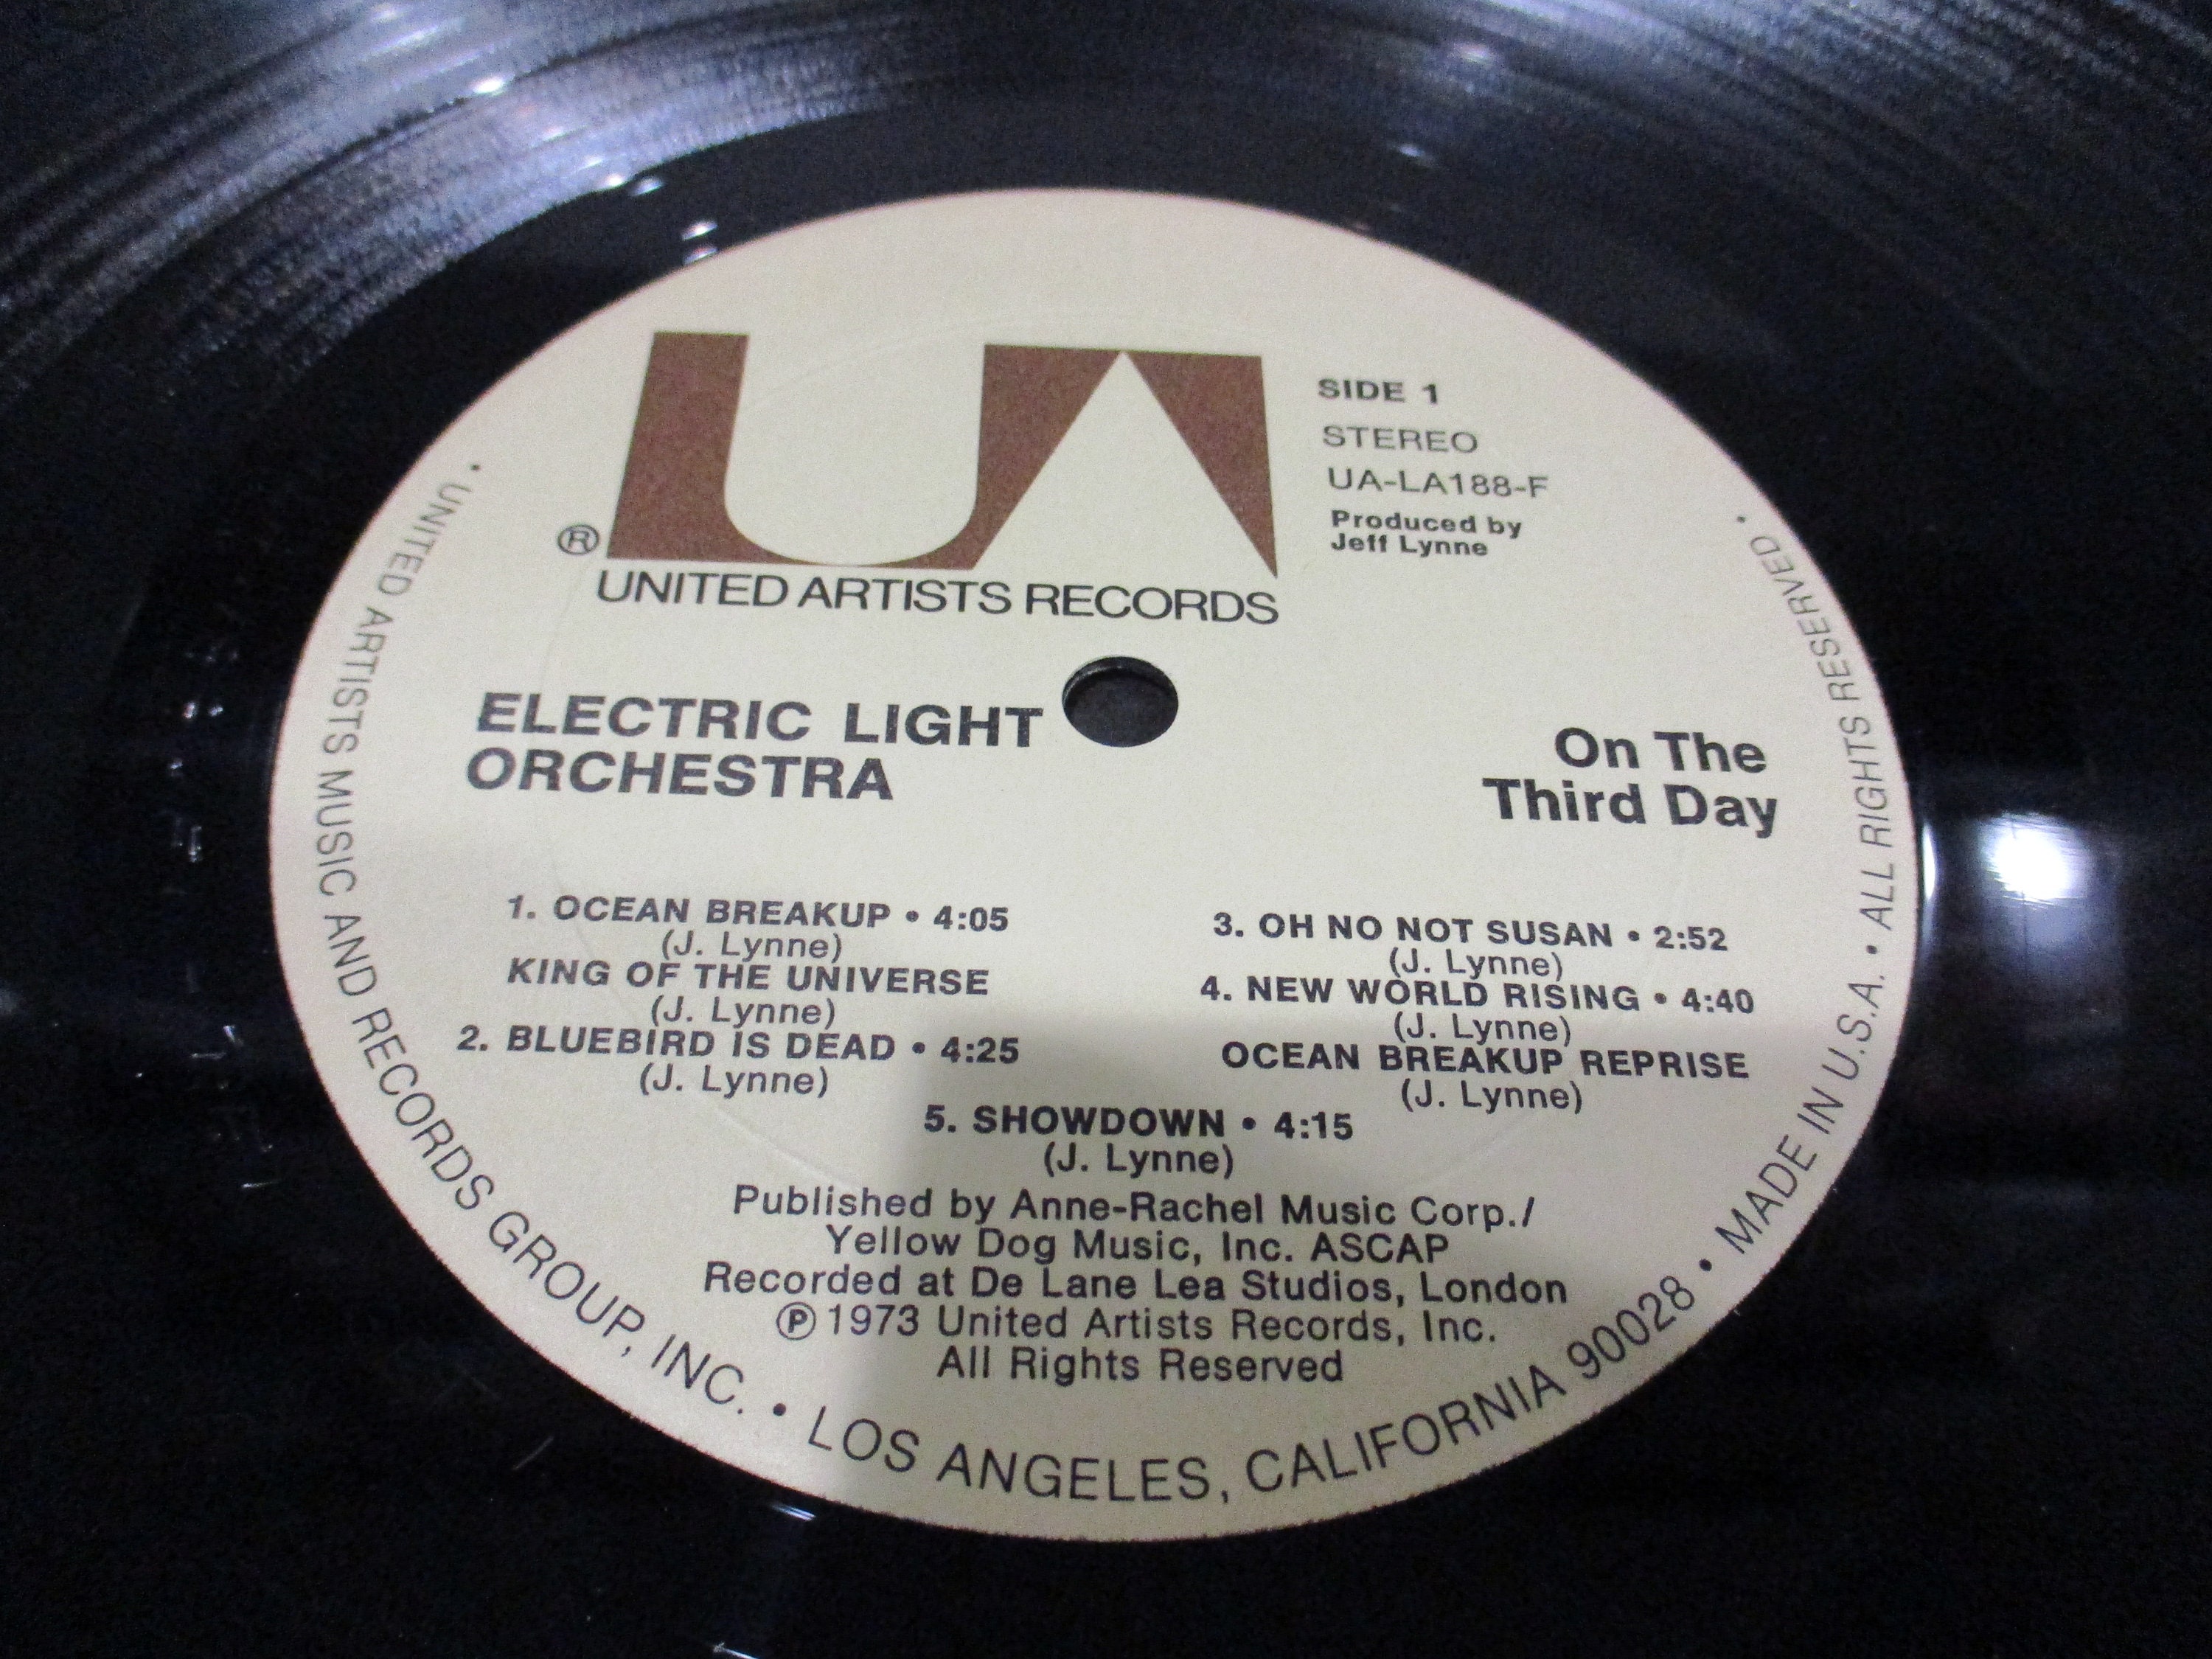 UA
®
UNITED ARTISTS RECORDS
SIDE 1
STEREO
UA-LA188-F
Produced by
Jeff Lynne
ELECTRIC LIGHT
ORCHESTRA
On The
Third Day
1. OCEAN BREAKUP • 4:05
(J. Lynne)
KING OF THE UNIVERSE
(J. Lynne)
2. BLUEBIRD IS DEAD • 4:25
(J. Lynne)
3. OH NO NOT SUSAN • 2:52
(J. Lynne)
4. NEW WORLD RISING • 4:40
(J. Lynne)
OCEAN BREAKUP REPRISE
(J. Lynne)
5. SHOWDOWN • 4:15
(J. Lynne)
Published by Anne-Rachel Music Corp./
Yellow Dog Music, Inc. ASCAP
Recorded at De Lane Lea Studios, London
℗ 1973 United Artists Records, Inc.
All Rights Reserved
• UNITED ARTISTS MUSIC AND RECORDS GROUP, INC. • LOS ANGELES, CALIFORNIA 90028 • MADE IN U.S.A. • ALL RIGHTS RESERVED •